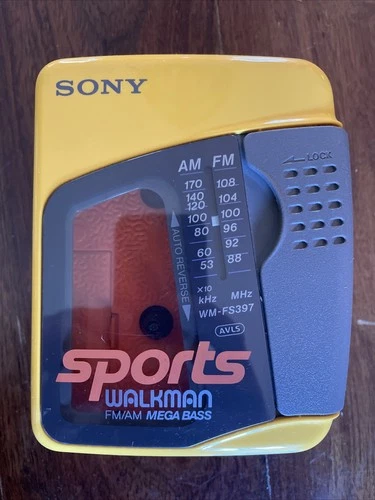 SONY
LOCK
AM FM
170 108
140 104
120
100 100
80 96
92
60 88
53
X10
kHz MHz
WM-FS397
AVLS
AUTO REVERSE
sports
WALKMAN
FM/AM MEGA BASS